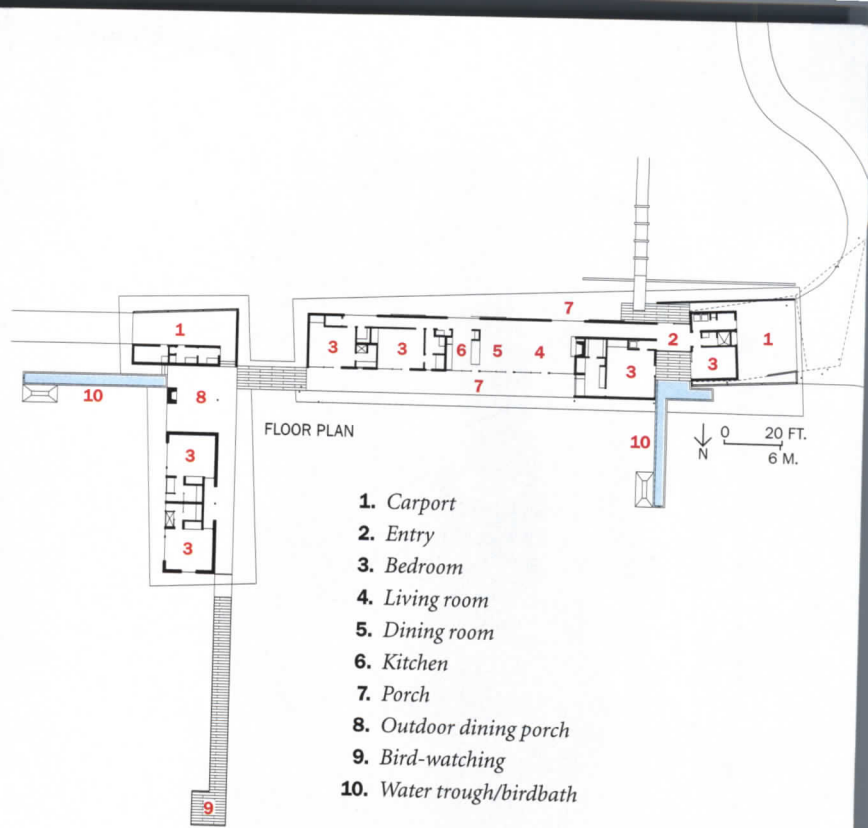 7
1
3
3
6
5
4
2
1
3
3
10
8
7
FLOOR PLAN
10
0 20 FT.
N
6 M.
3
3
1. Carport
2. Entry
3. Bedroom
4. Living room
5. Dining room
6. Kitchen
7. Porch
8. Outdoor dining porch
9. Bird-watching
10. Water trough/birdbath
9